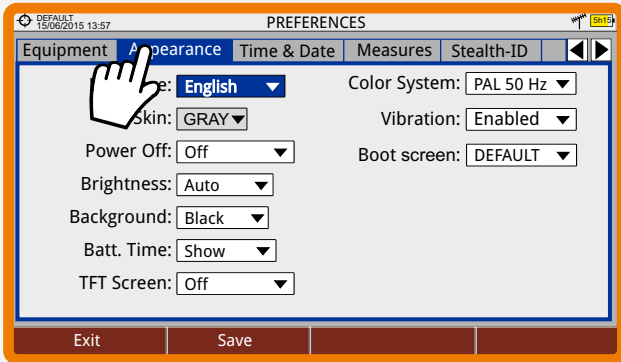 DEFAULT
15/06/2015 13:57
PREFERENCES
5h15
Equipment Appearance Time & Date Measures Stealth-ID
English
Color System: PAL 50 Hz
Skin: GRAY
Vibration: Enabled
Power Off: Off
Boot screen: DEFAULT
Brightness: Auto
Background: Black
Batt. Time: Show
TFT Screen: Off
Exit Save